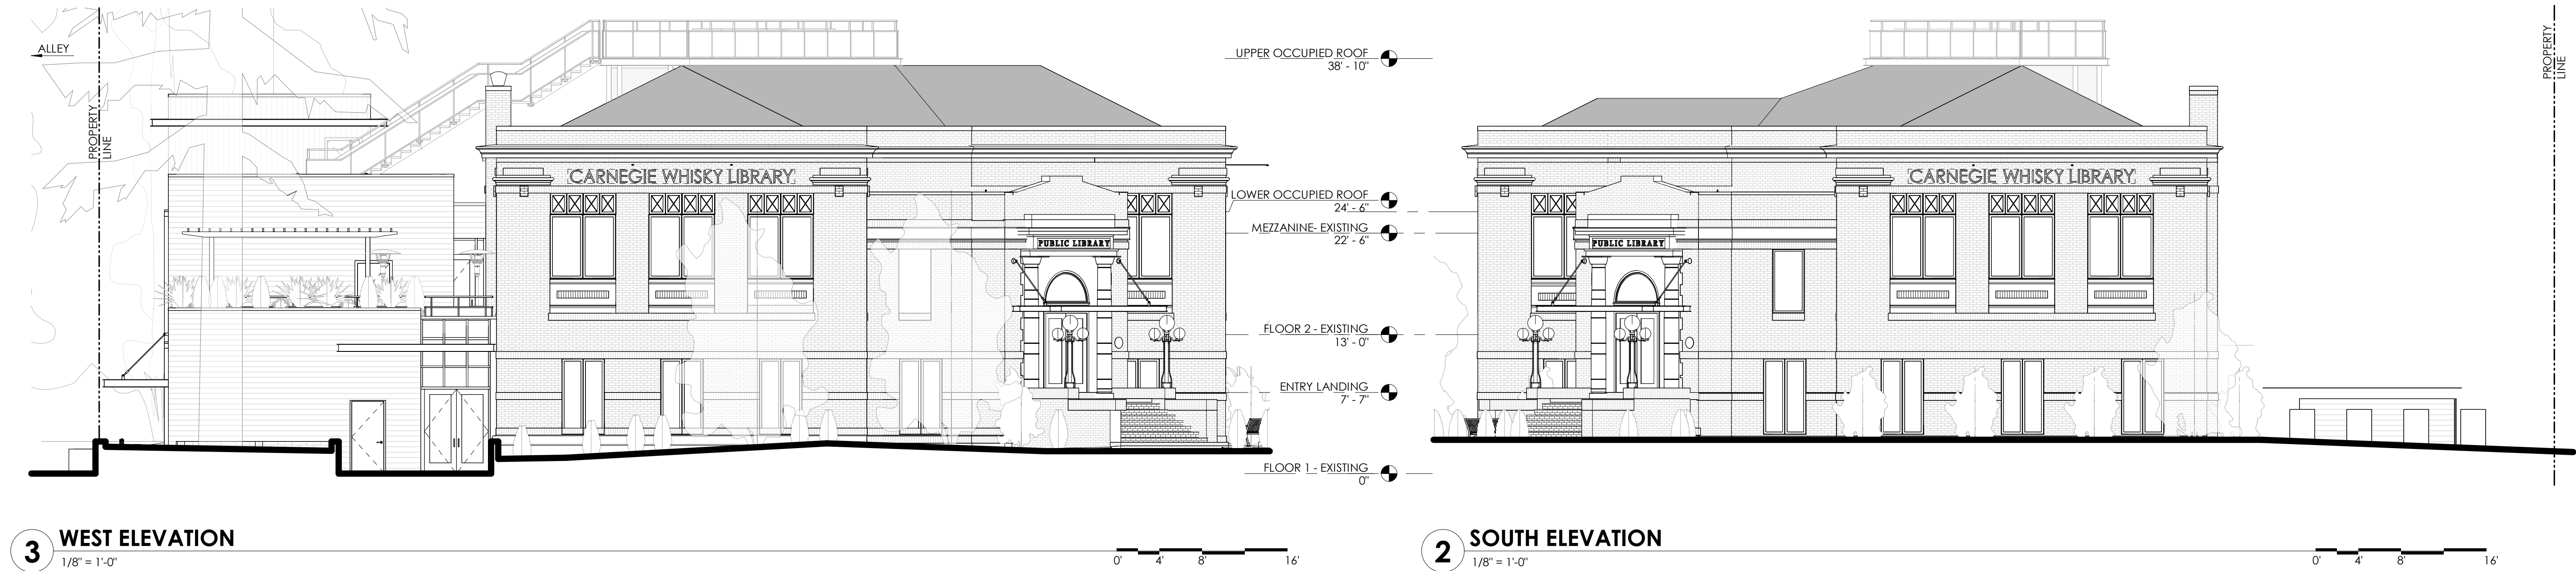 ALLEY
PROPERTY
LINE
CARNEGIE WHISKY LIBRARY
PUBLIC LIBRARY
UPPER OCCUPIED ROOF
38' - 10"
LOWER OCCUPIED ROOF
24' - 6"
MEZZANINE- EXISTING
22' - 6"
FLOOR 2 - EXISTING
13' - 0"
ENTRY LANDING
7' - 7"
FLOOR 1 - EXISTING
0"
CARNEGIE WHISKY LIBRARY
PUBLIC LIBRARY
PROPERTY
LINE
3 WEST ELEVATION
1/8" = 1'-0"
0' 4' 8' 16'
2 SOUTH ELEVATION
1/8" = 1'-0"
0' 4' 8' 16'